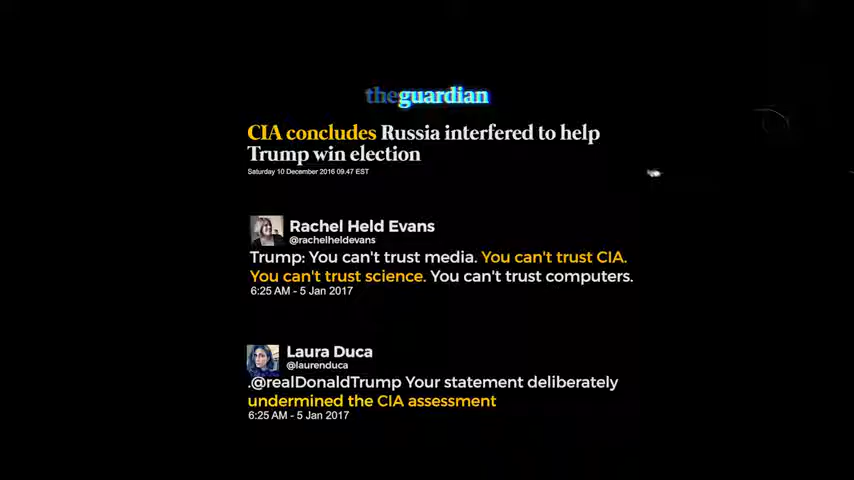 theguardian
CIA concludes Russia interfered to help
Trump win election
Saturday 10 December 2016 09.47 EST
Rachel Held Evans
@rachelheldevans
Trump: You can't trust media. You can't trust CIA.
You can't trust science. You can't trust computers.
6:25 AM - 5 Jan 2017
Laura Duca
@laurenduca
.@realDonaldTrump Your statement deliberately
undermined the CIA assessment
6:25 AM - 5 Jan 2017